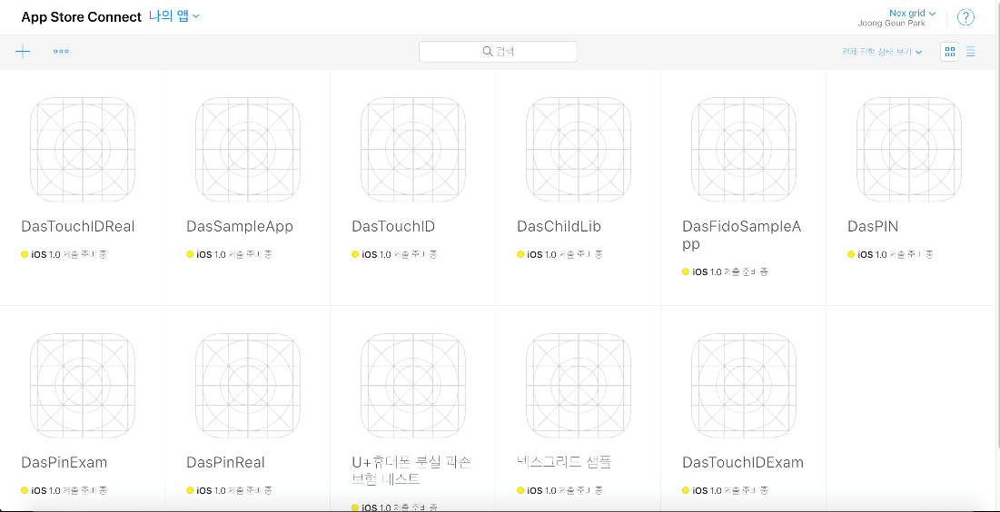 App Store Connect 나의 앱
Nex grid
Joong Geun Park
?
검색
전체 진행 상태 보기
DasTouchIDReal
iOS 1.0 제출 준비 중
DasSampleApp
iOS 1.0 제출 준비 중
DasTouchID
iOS 1.0 제출 준비 중
DasChildLib
iOS 1.0 제출 준비 중
DasFidoSampleA
pp
iOS 1.0 제출 준비 중
DasPIN
iOS 1.0 제출 준비 중
DasPinExam
iOS 1.0 제출 준비 중
DasPinReal
iOS 1.0 제출 준비 중
U+휴대폰 분실 파손
보험 테스트
iOS 1.0 제출 준비 중
넥스그리드 샘플
iOS 1.0 제출 준비 중
DasTouchIDExam
iOS 1.0 제출 준비 중